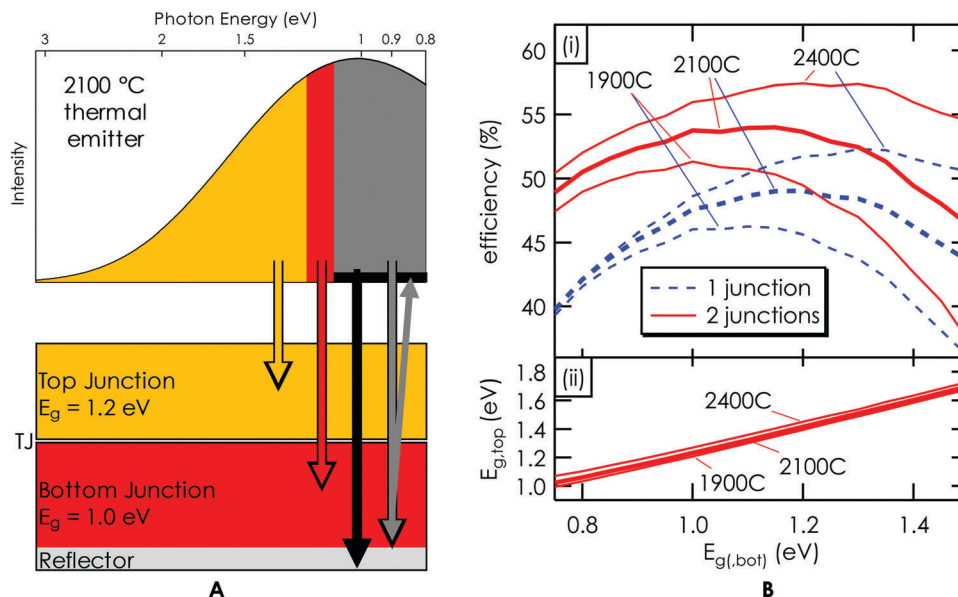 Photon Energy (eV)
3 2 1.5 1 0.9 0.8
2100 °C
thermal
emitter
Intensity
Top Junction
Eg = 1.2 eV
TJ
Bottom Junction
Eg = 1.0 eV
Reflector
A
(i)
60
55
50
45
40
efficiency (%)
1900C
2100C
2400C
1 junction
2 junctions
(ii)
1.8
1.6
1.4
1.2
1.0
Eg,top (eV)
2400C
2100C
1900C
0.8 1.0 1.2 1.4
Eg(,bot) (eV)
B